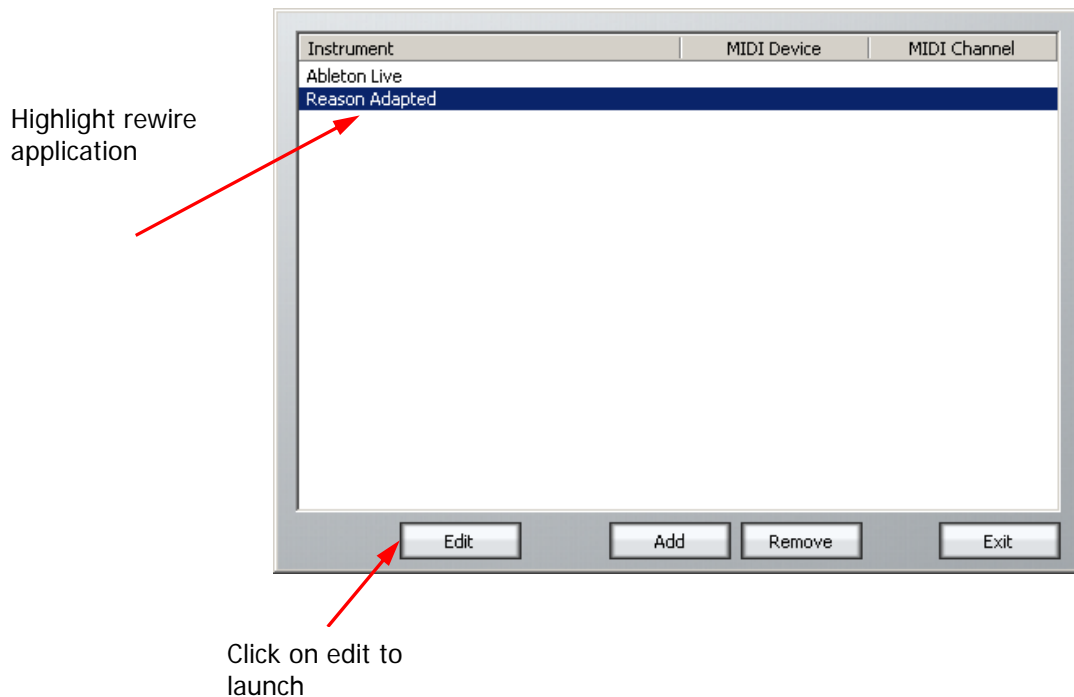 Instrument MIDI Device MIDI Channel
Ableton Live
Reason Adapted
Highlight rewire
application
Edit Add Remove Exit
Click on edit to
launch